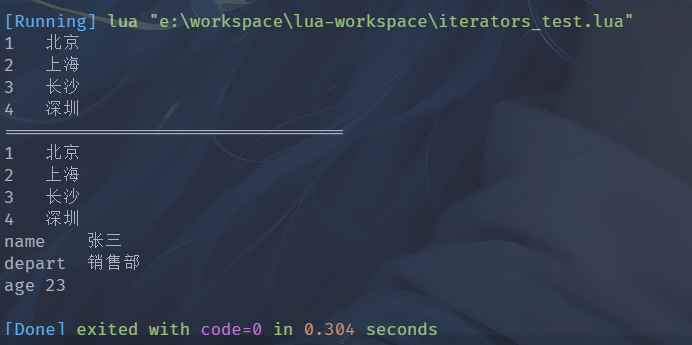 [Running] lua "e:\workspace\lua-workspace\iterators_test.lua"
1 北京
2 上海
3 长沙
4 深圳
====================================
1 北京
2 上海
3 长沙
4 深圳
name 张三
depart 销售部
age 23
[Done] exited with code=0 in 0.304 seconds